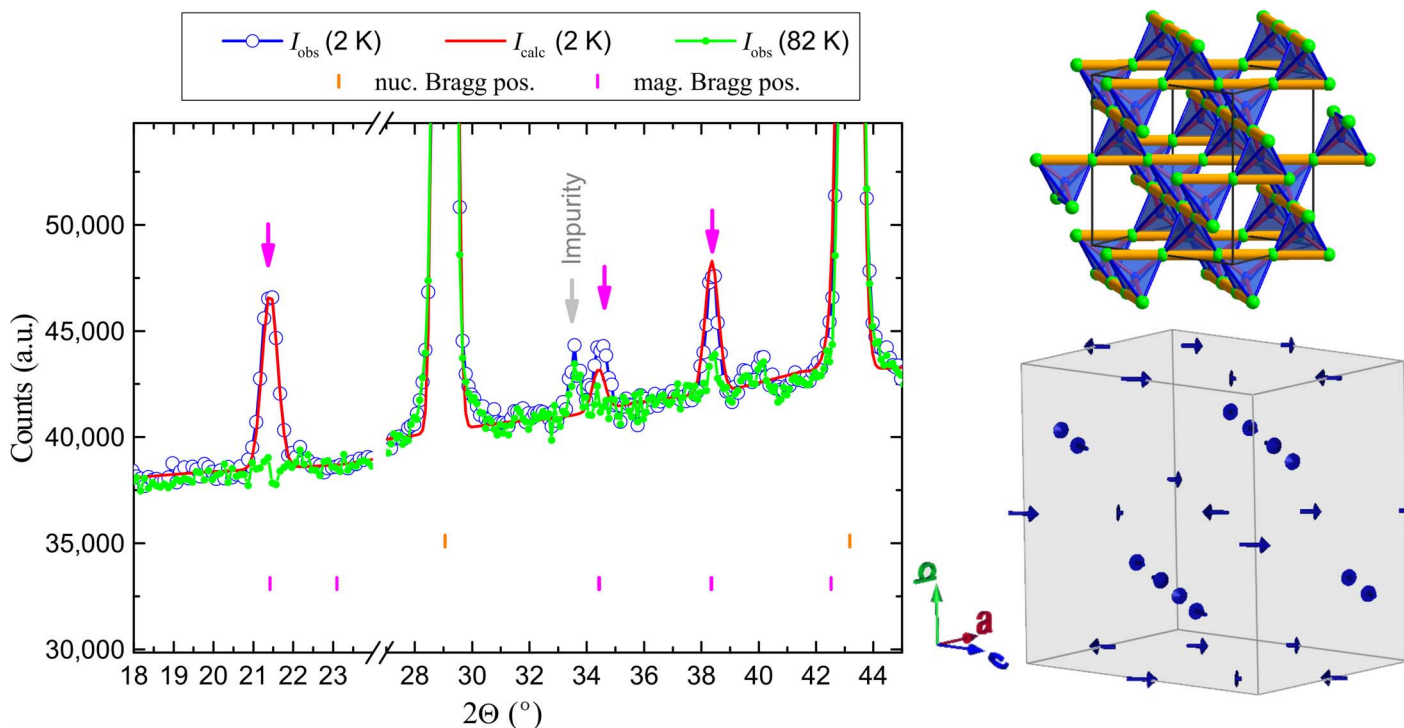 I_obs (2 K) I_calc (2 K) I_obs (82 K)
nuc. Bragg pos. mag. Bragg pos.
Counts (a.u.)
50,000
45,000
40,000
35,000
30,000
Impurity
18 19 20 21 22 23 28 30 32 34 36 38 40 42 44
2Θ (°)
b
a
c